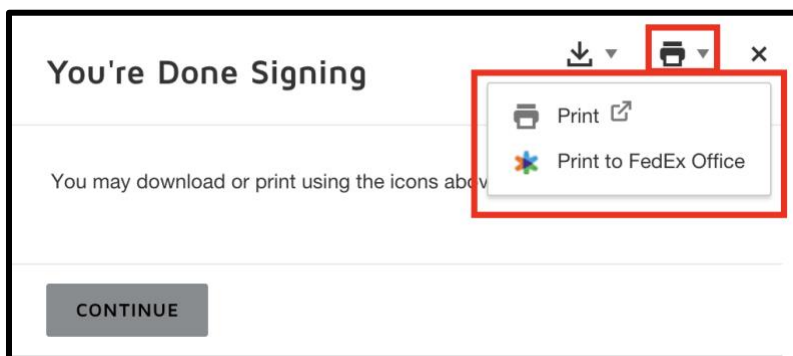 You're Done Signing
Print
Print to FedEx Office
You may download or print using the icons abov
CONTINUE